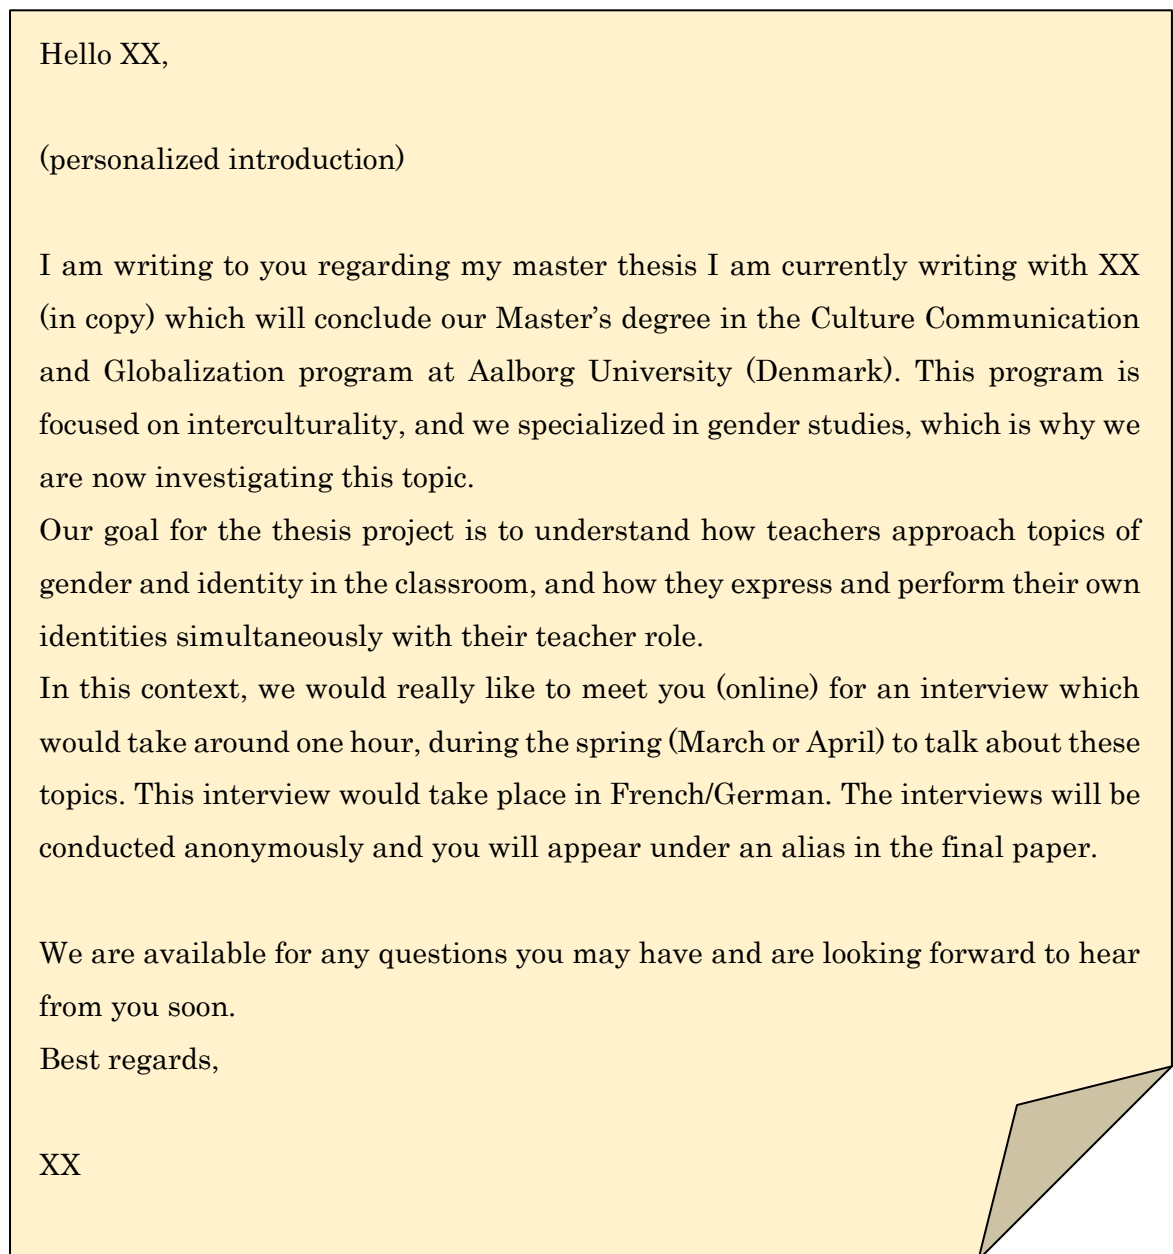 Hello XX,
(personalized introduction)
I am writing to you regarding my master thesis I am currently writing with XX
(in copy) which will conclude our Master’s degree in the Culture Communication
and Globalization program at Aalborg University (Denmark). This program is
focused on interculturality, and we specialized in gender studies, which is why we
are now investigating this topic.
Our goal for the thesis project is to understand how teachers approach topics of
gender and identity in the classroom, and how they express and perform their own
identities simultaneously with their teacher role.
In this context, we would really like to meet you (online) for an interview which
would take around one hour, during the spring (March or April) to talk about these
topics. This interview would take place in French/German. The interviews will be
conducted anonymously and you will appear under an alias in the final paper.
We are available for any questions you may have and are looking forward to hear
from you soon.
Best regards,
XX